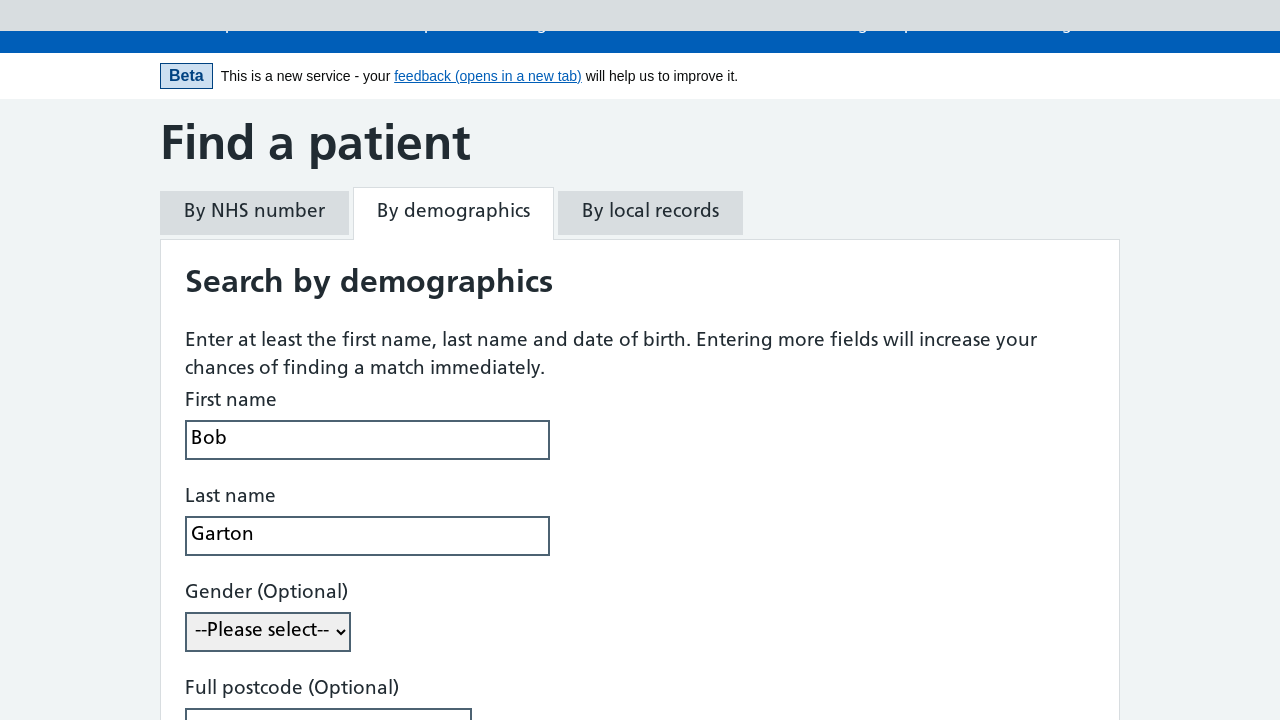 Beta This is a new service - your feedback (opens in a new tab) will help us to improve it.
Find a patient
By NHS number By demographics By local records
Search by demographics
Enter at least the first name, last name and date of birth. Entering more fields will increase your
chances of finding a match immediately.
First name
Bob
Last name
Garton
Gender (Optional)
--Please select--
Full postcode (Optional)